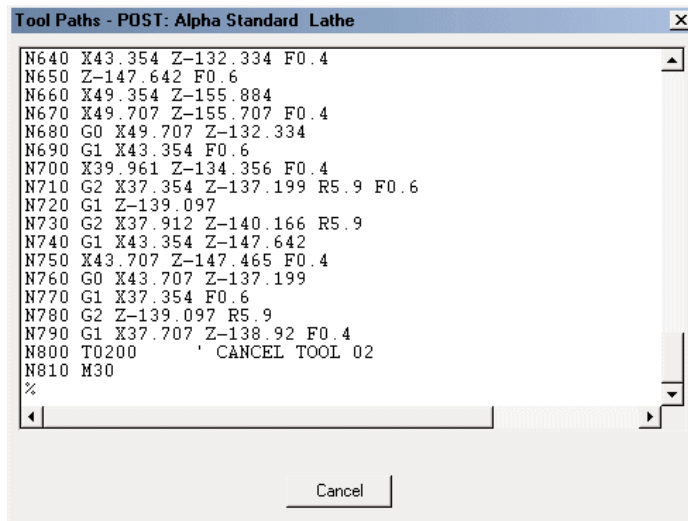 Tool Paths - POST: Alpha Standard Lathe
N640 X43.354 Z-132.334 F0.4
N650 Z-147.642 F0.6
N660 X49.354 Z-155.884
N670 X49.707 Z-155.707 F0.4
N680 G0 X49.707 Z-132.334
N690 G1 X43.354 F0.6
N700 X39.961 Z-134.356 F0.4
N710 G2 X37.354 Z-137.199 R5.9 F0.6
N720 G1 Z-139.097
N730 G2 X37.912 Z-140.166 R5.9
N740 G1 X43.354 Z-147.642
N750 X43.707 Z-147.465 F0.4
N760 G0 X43.707 Z-137.199
N770 G1 X37.354 F0.6
N780 G2 Z-139.097 R5.9
N790 G1 X37.707 Z-138.92 F0.4
N800 T0200 ' CANCEL TOOL 02
N810 M30
%
Cancel